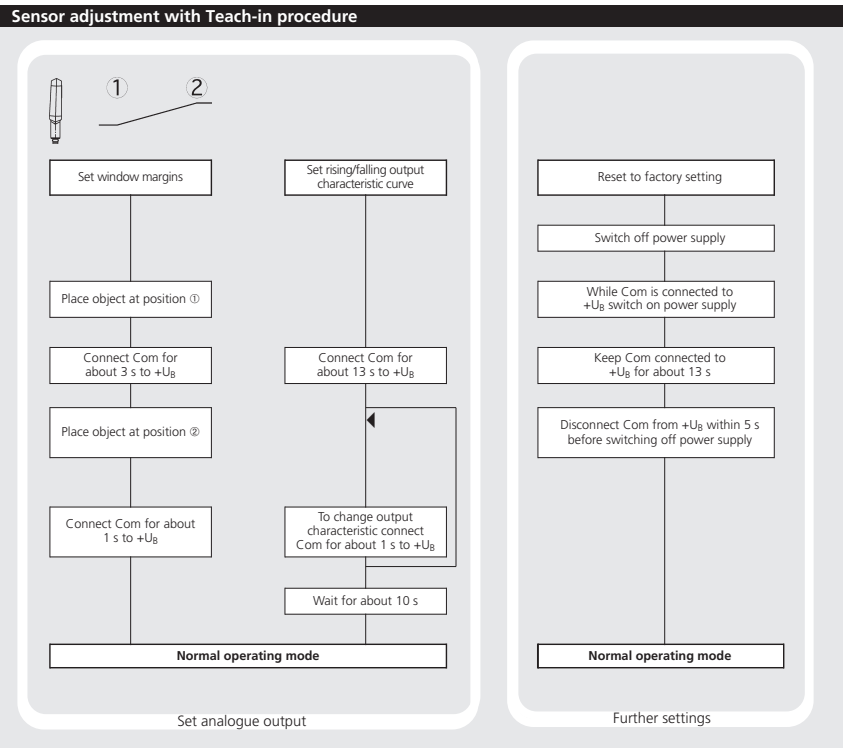 Sensor adjustment with Teach-in procedure
① ②
Set window margins
Place object at position ①
Connect Com for
about 3 s to +UB
Place object at position ②
Connect Com for about
1 s to +UB
Set rising/falling output
characteristic curve
Connect Com for
about 13 s to +UB
To change output
characteristic connect
Com for about 1 s to +UB
Wait for about 10 s
Normal operating mode
Set analogue output
Reset to factory setting
Switch off power supply
While Com is connected to
+UB switch on power supply
Keep Com connected to
+UB for about 13 s
Disconnect Com from +UB within 5 s
before switching off power supply
Normal operating mode
Further settings